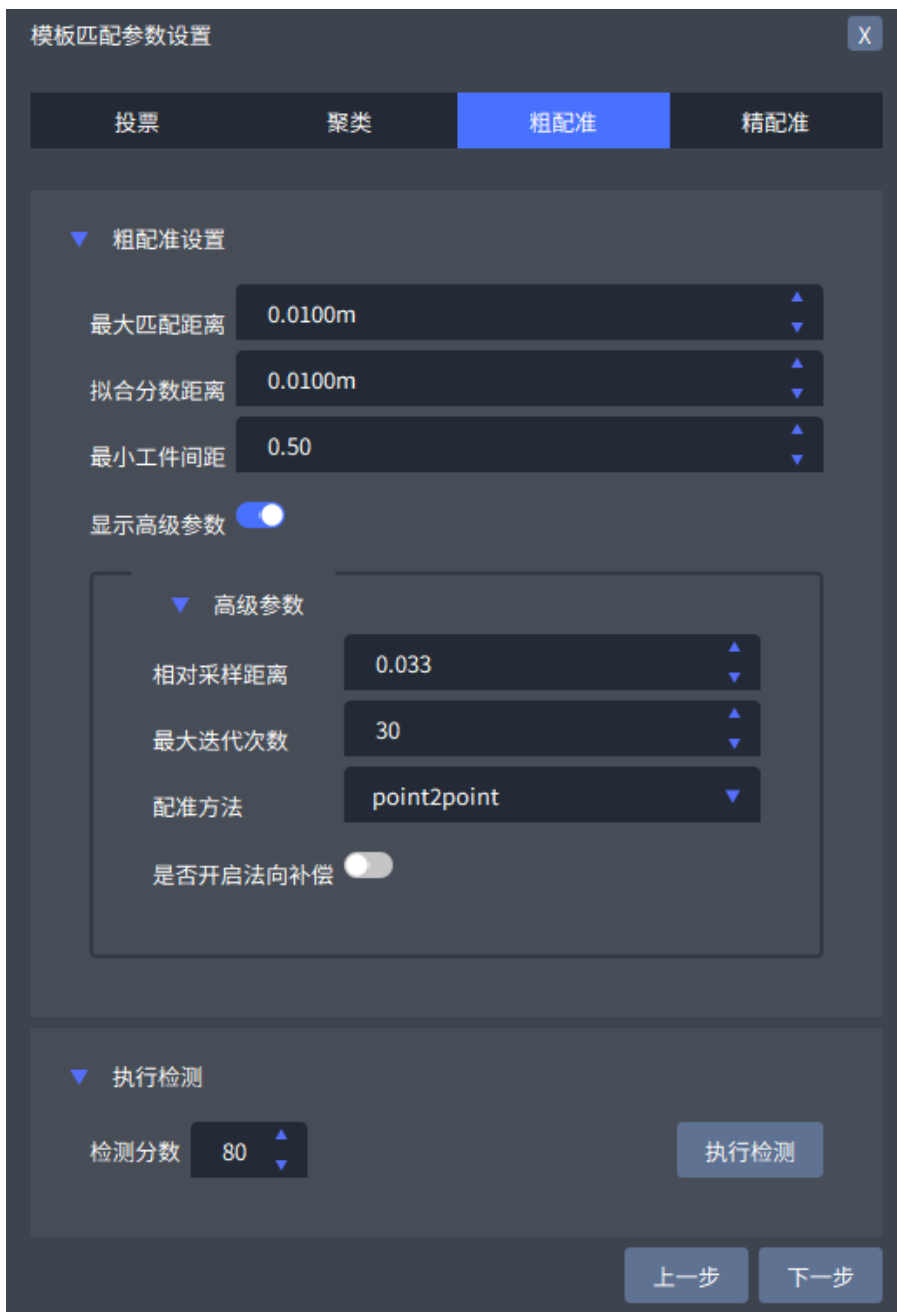 模板匹配参数设置 X
投票 聚类 粗配准 精配准
粗配准设置
最大匹配距离 0.0100m
拟合分数距离 0.0100m
最小工件间距 0.50
显示高级参数
高级参数
相对采样距离 0.033
最大迭代次数 30
配准方法 point2point
是否开启法向补偿
执行检测
检测分数 80 执行检测
上一步 下一步